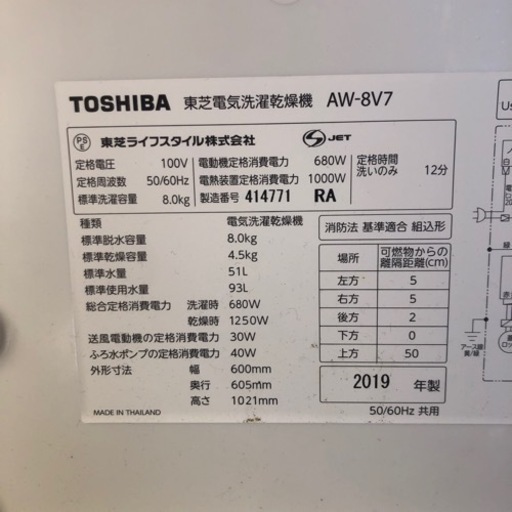 TOSHIBA 東芝電気洗濯乾燥機 AW-8V7
PS E 東芝ライフスタイル株式会社 S JET
定格電圧 100V 電動機定格消費電力 680W 定格時間
定格周波数 50/60Hz 電熱装置定格消費電力 1000W 洗いのみ 12分
標準洗濯容量 8.0kg 製造番号 414771 RA
種類 電気洗濯乾燥機
標準脱水容量 8.0kg
標準乾燥容量 4.5kg
標準水量 51L
標準使用水量 93L
総合定格消費電力 洗濯時 680W
乾燥時 1250W
送風電動機の定格消費電力 30W
ふろ水ポンプの定格消費電力 40W
外形寸法 幅 600mm
奥行 605mm
高さ 1021mm
MADE IN THAILAND
消防法 基準適合 組込形
場所 可燃物からの離隔距離(cm)
左方 5
右方 5
後方 2
下方 0
上方 50
2019 年製
50/60Hz 共用
緑
アース線
黄/緑